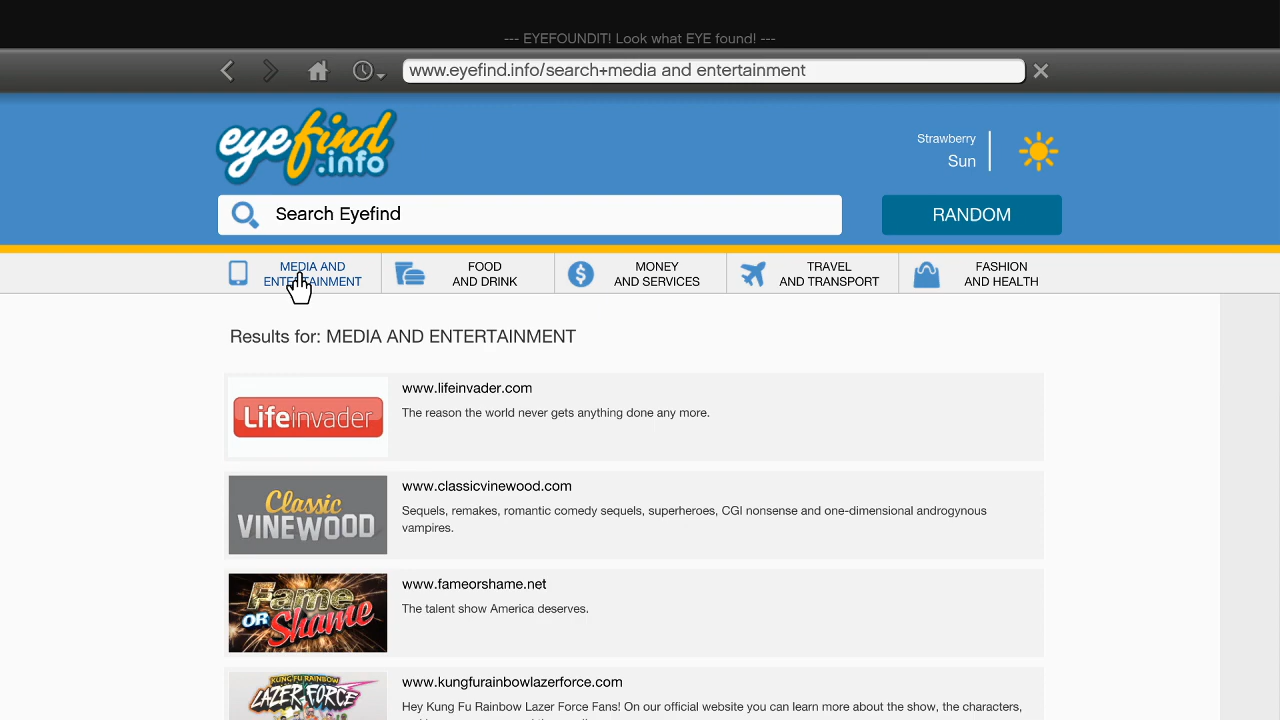 --- EYEFOUNDIT! Look what EYE found! ---
www.eyefind.info/search+media and entertainment
eyefind
.info
Strawberry
Sun
Search Eyefind
RANDOM
MEDIA AND
ENTERTAINMENT
FOOD
AND DRINK
MONEY
AND SERVICES
TRAVEL
AND TRANSPORT
FASHION
AND HEALTH
Results for: MEDIA AND ENTERTAINMENT
Lifeinvader
www.lifeinvader.com
The reason the world never gets anything done any more.
Classic
VINEWOOD
www.classicvinewood.com
Sequels, remakes, romantic comedy sequels, superheroes, CGI nonsense and one-dimensional androgynous
vampires.
Fame
OR Shame
www.fameorshame.net
The talent show America deserves.
KUNG FU RAINBOW
LAZER FORCE
www.kungfurainbowlazerforce.com
Hey Kung Fu Rainbow Lazer Force Fans! On our official website you can learn more about the show, the characters,